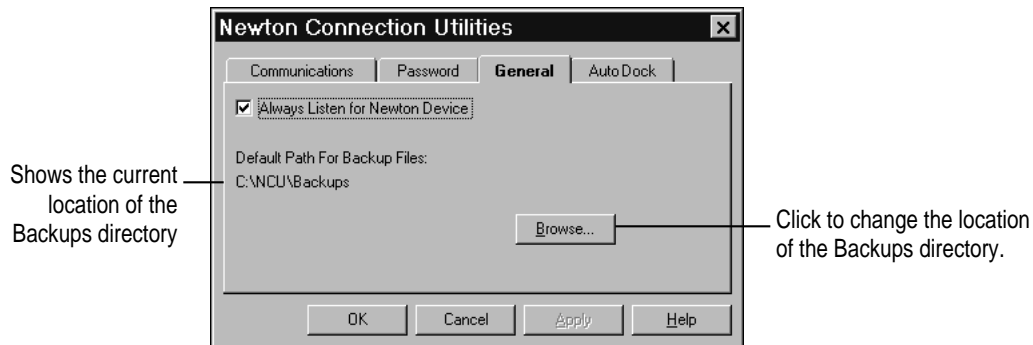 Newton Connection Utilities
Communications Password General Auto Dock
Always Listen for Newton Device
Default Path For Backup Files:
C:\NCU\Backups
Browse...
OK Cancel Apply Help
Shows the current
location of the
Backups directory
Click to change the location
of the Backups directory.